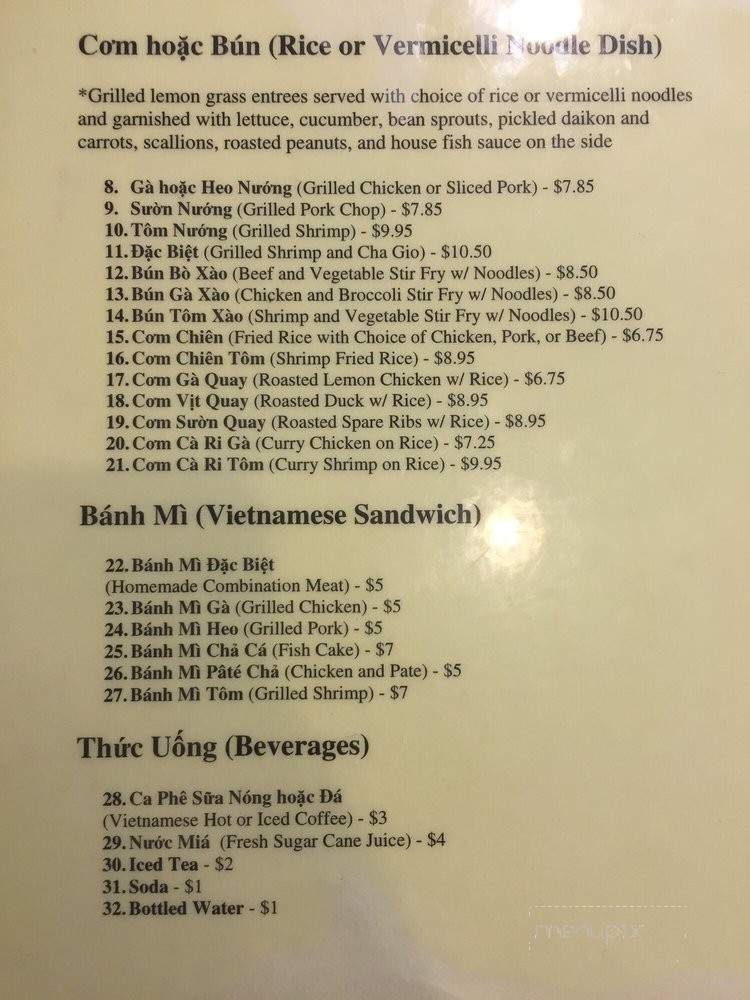 Cơm hoặc Bún (Rice or Vermicelli Noodle Dish)
*Grilled lemon grass entrees served with choice of rice or vermicelli noodles
and garnished with lettuce, cucumber, bean sprouts, pickled daikon and
carrots, scallions, roasted peanuts, and house fish sauce on the side
8. Gà hoặc Heo Nướng (Grilled Chicken or Sliced Pork) - $7.85
9. Sườn Nướng (Grilled Pork Chop) - $7.85
10. Tôm Nướng (Grilled Shrimp) - $9.95
11. Đặc Biệt (Grilled Shrimp and Cha Gio) - $10.50
12. Bún Bò Xào (Beef and Vegetable Stir Fry w/ Noodles) - $8.50
13. Bún Gà Xào (Chicken and Broccoli Stir Fry w/ Noodles) - $8.50
14. Bún Tôm Xào (Shrimp and Vegetable Stir Fry w/ Noodles) - $10.50
15. Cơm Chiên (Fried Rice with Choice of Chicken, Pork, or Beef) - $6.75
16. Cơm Chiên Tôm (Shrimp Fried Rice) - $8.95
17. Cơm Gà Quay (Roasted Lemon Chicken w/ Rice) - $6.75
18. Cơm Vịt Quay (Roasted Duck w/ Rice) - $8.95
19. Cơm Sườn Quay (Roasted Spare Ribs w/ Rice) - $8.95
20. Cơm Cà Ri Gà (Curry Chicken on Rice) - $7.25
21. Cơm Cà Ri Tôm (Curry Shrimp on Rice) - $9.95
Bánh Mì (Vietnamese Sandwich)
22. Bánh Mì Đặc Biệt
(Homemade Combination Meat) - $5
23. Bánh Mì Gà (Grilled Chicken) - $5
24. Bánh Mì Heo (Grilled Pork) - $5
25. Bánh Mì Chả Cá (Fish Cake) - $7
26. Bánh Mì Pâté Chả (Chicken and Pate) - $5
27. Bánh Mì Tôm (Grilled Shrimp) - $7
Thức Uống (Beverages)
28. Ca Phê Sữa Nóng hoặc Đá
(Vietnamese Hot or Iced Coffee) - $3
29. Nước Miá (Fresh Sugar Cane Juice) - $4
30. Iced Tea - $2
31. Soda - $1
32. Bottled Water - $1
menupix